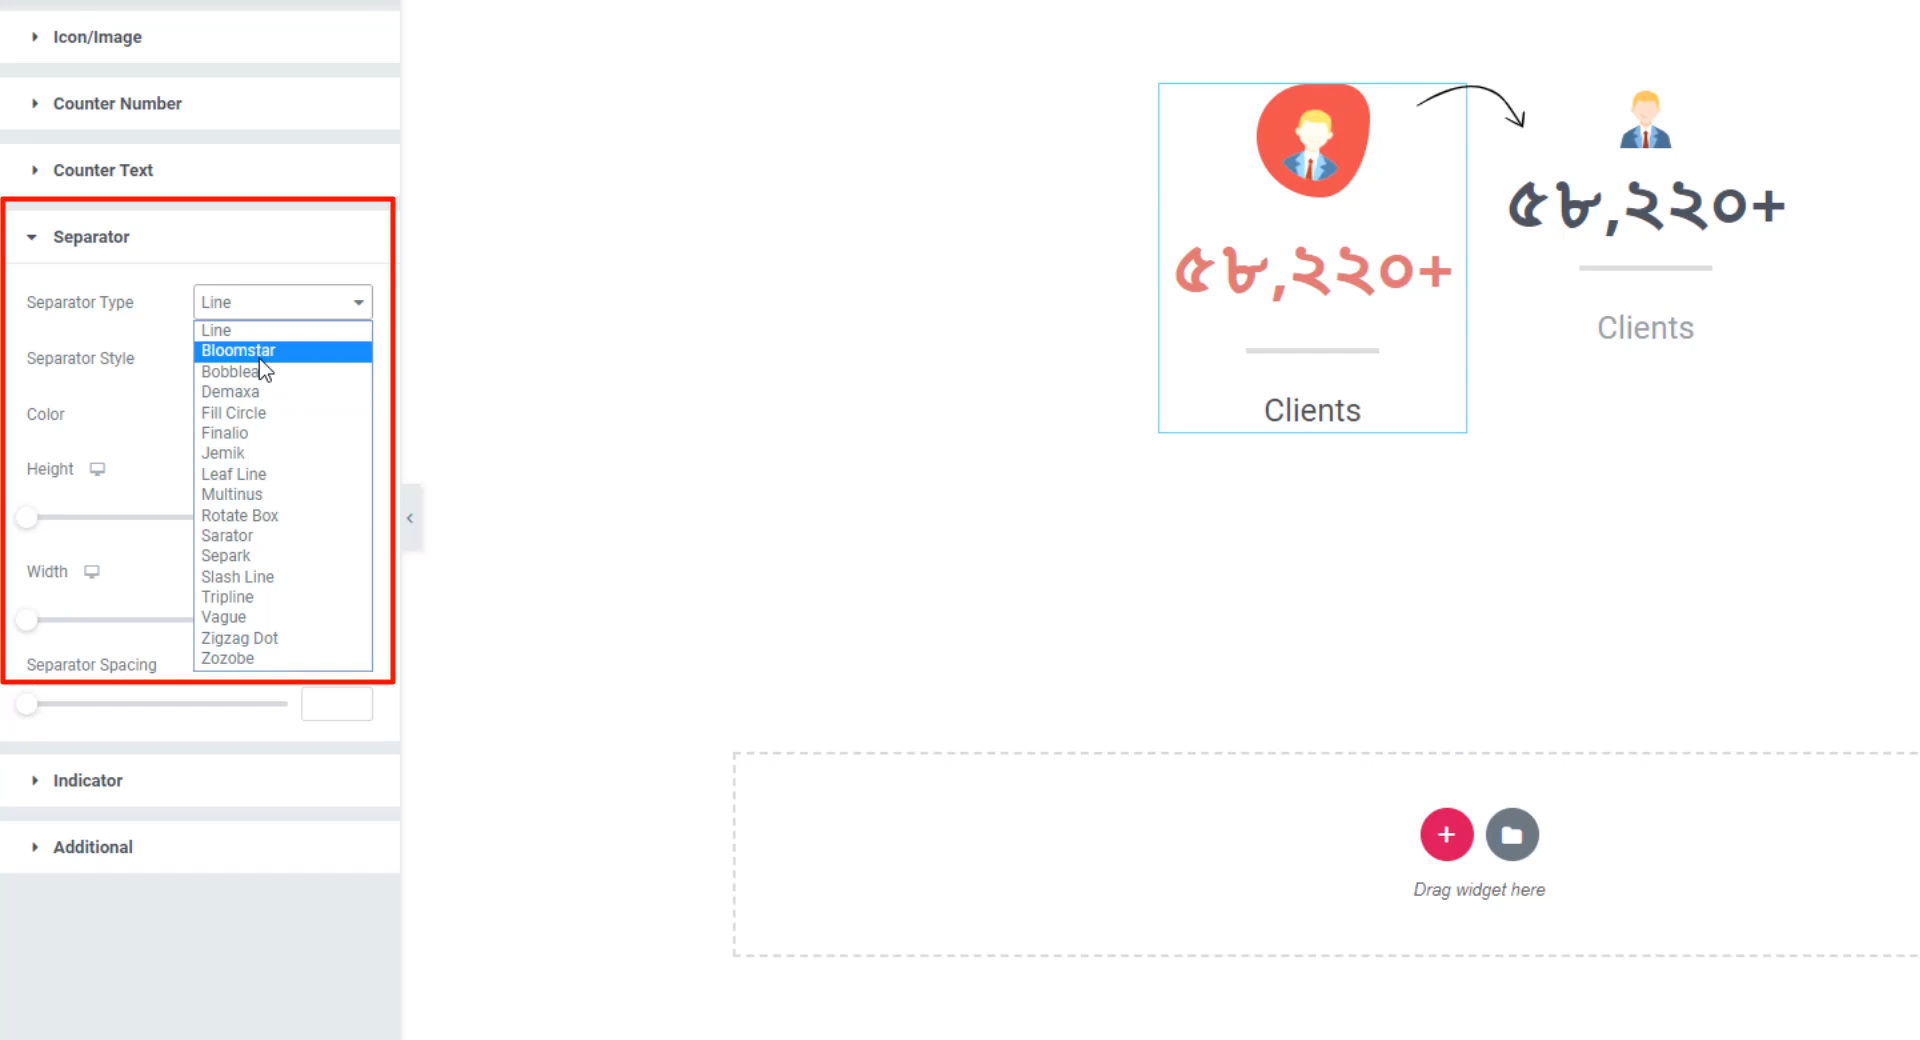 Icon/Image
Counter Number
Counter Text
Separator
Separator Type
Line
Line
Bloomstar
Separator Style
Bobblea
Demaxa
Color
Fill Circle
Finalio
Jemik
Height
Leaf Line
Multinus
Rotate Box
Sarator
Separk
Width
Slash Line
Tripline
Vague
Zigzag Dot
Zozobe
Separator Spacing
Indicator
Additional
৫৮,২২০+
Clients
৫৮,২২০+
Clients
Drag widget here